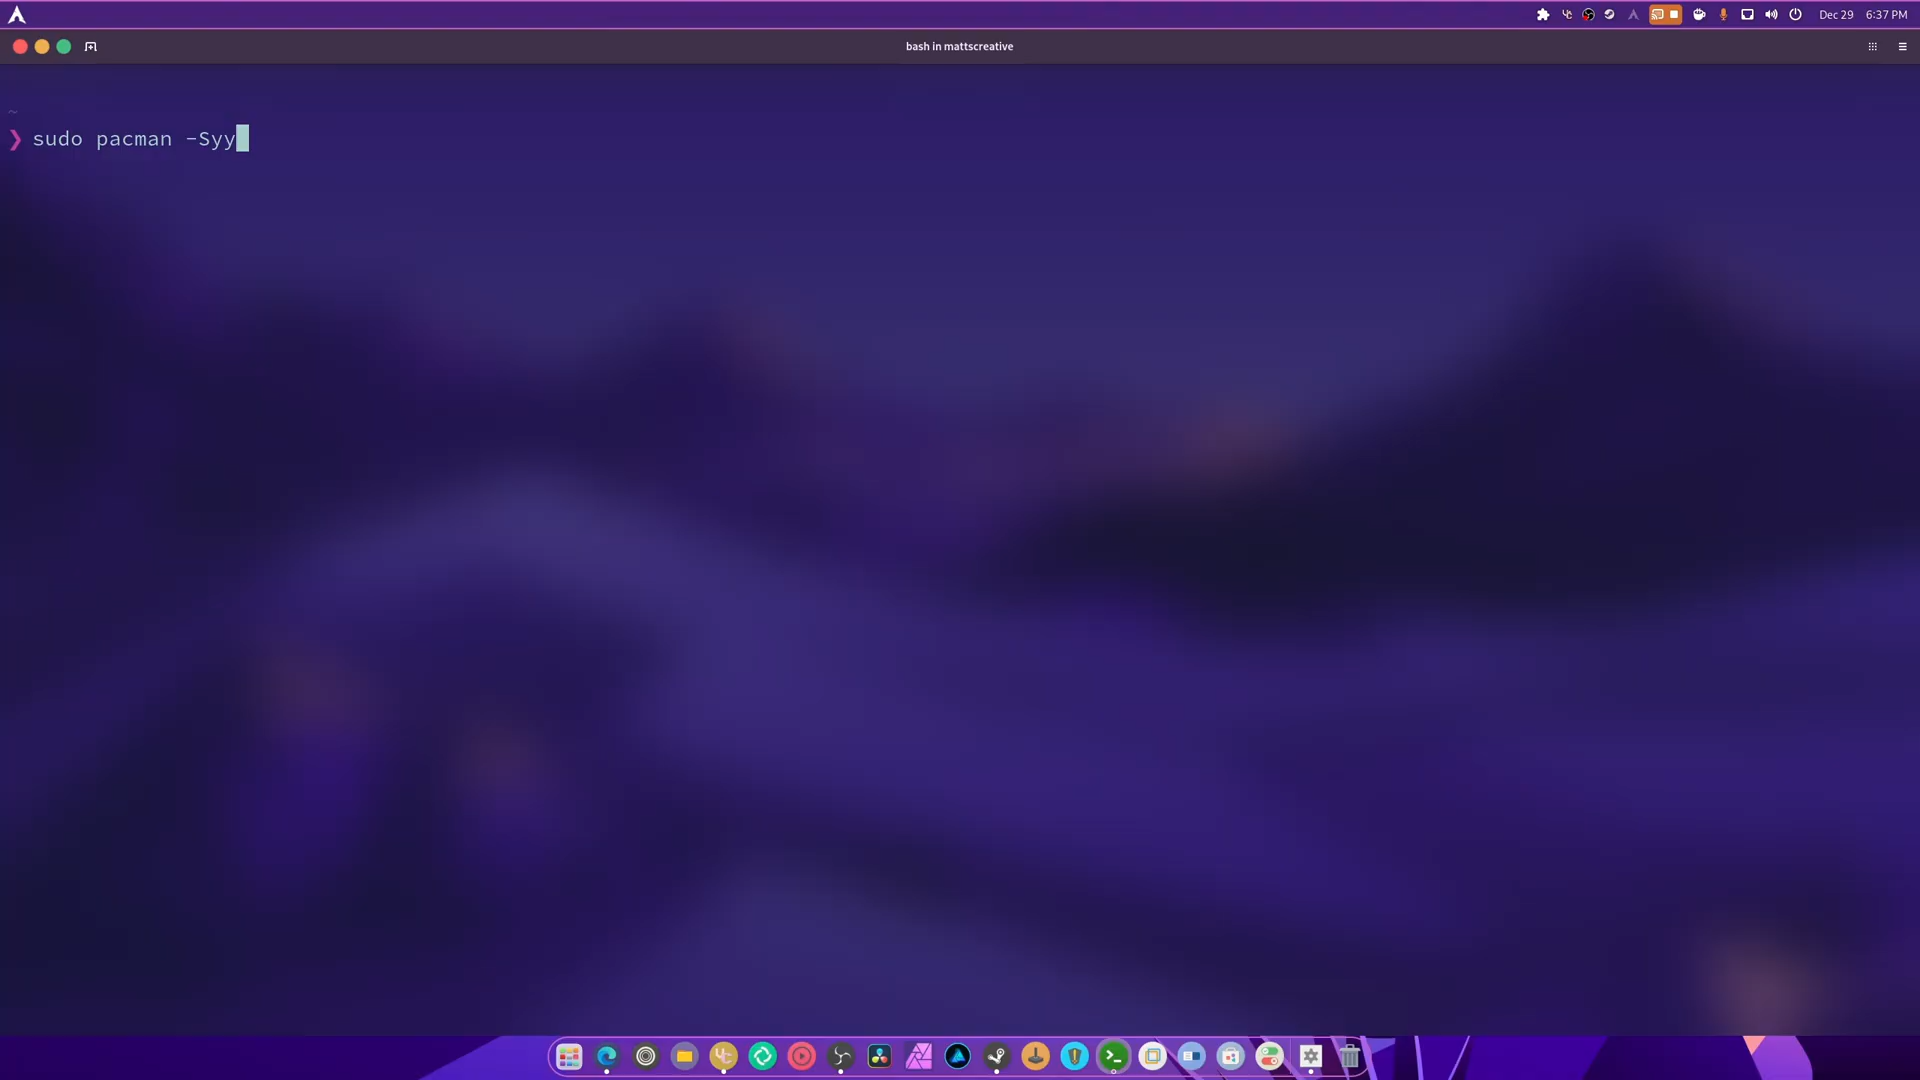 Dec 29 6:37 PM
bash in mattscreative
~
❯ sudo pacman -Syy